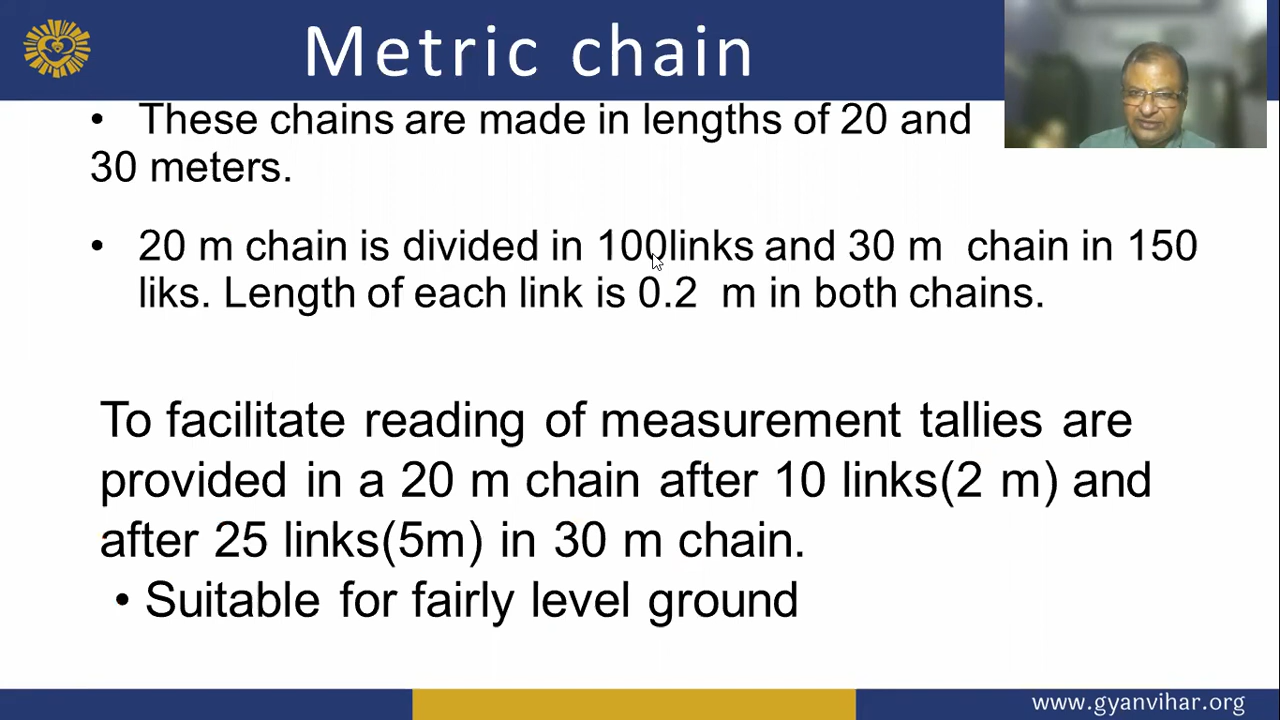 Metric chain
• These chains are made in lengths of 20 and
30 meters.
• 20 m chain is divided in 100links and 30 m chain in 150
liks. Length of each link is 0.2 m in both chains.
To facilitate reading of measurement tallies are
provided in a 20 m chain after 10 links(2 m) and
after 25 links(5m) in 30 m chain.
• Suitable for fairly level ground
www.gyanvihar.org